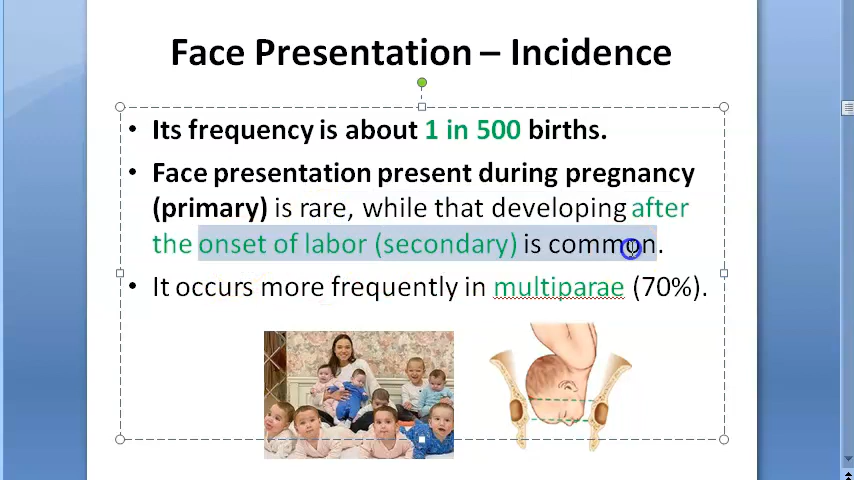 Face Presentation – Incidence
• Its frequency is about 1 in 500 births.
• Face presentation present during pregnancy
(primary) is rare, while that developing after
the onset of labor (secondary) is common.
• It occurs more frequently in multiparae (70%).